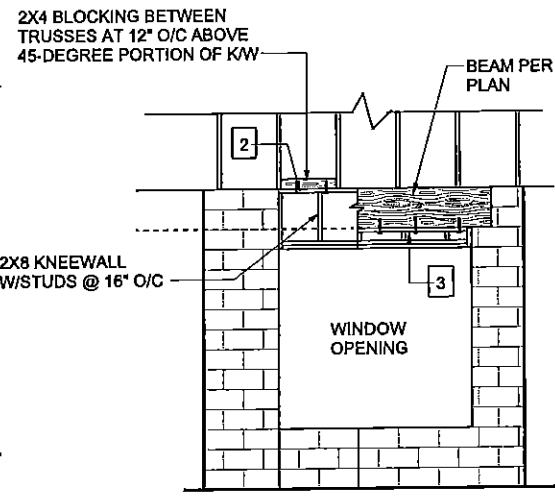 2X4 BLOCKING BETWEEN
TRUSSES AT 12" O/C ABOVE
45-DEGREE PORTION OF K/W
BEAM PER
PLAN
2
2X8 KNEEWALL
W/STUDS @ 16" O/C
3
WINDOW
OPENING